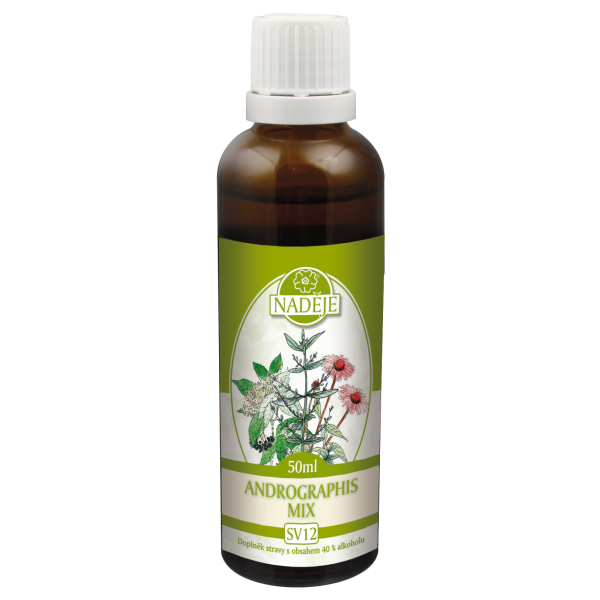 NADĚJE
50ml
ANDROGRAPHIS
MIX
SV12
Doplněk stravy s obsahem 40 % alkoholu